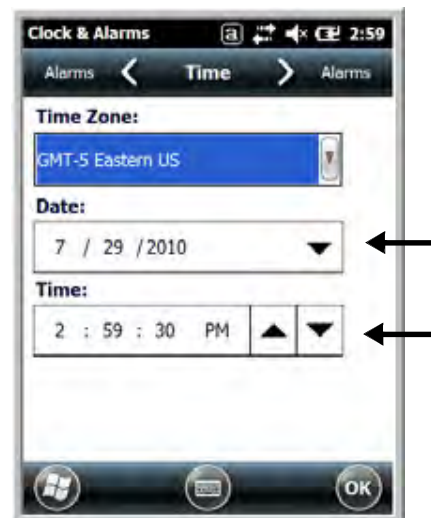 Clock & Alarms a 2:59
Alarms Time Alarms
Time Zone:
GMT-5 Eastern US
Date:
7 / 29 / 2010
Time:
2 : 59 : 30 PM
OK